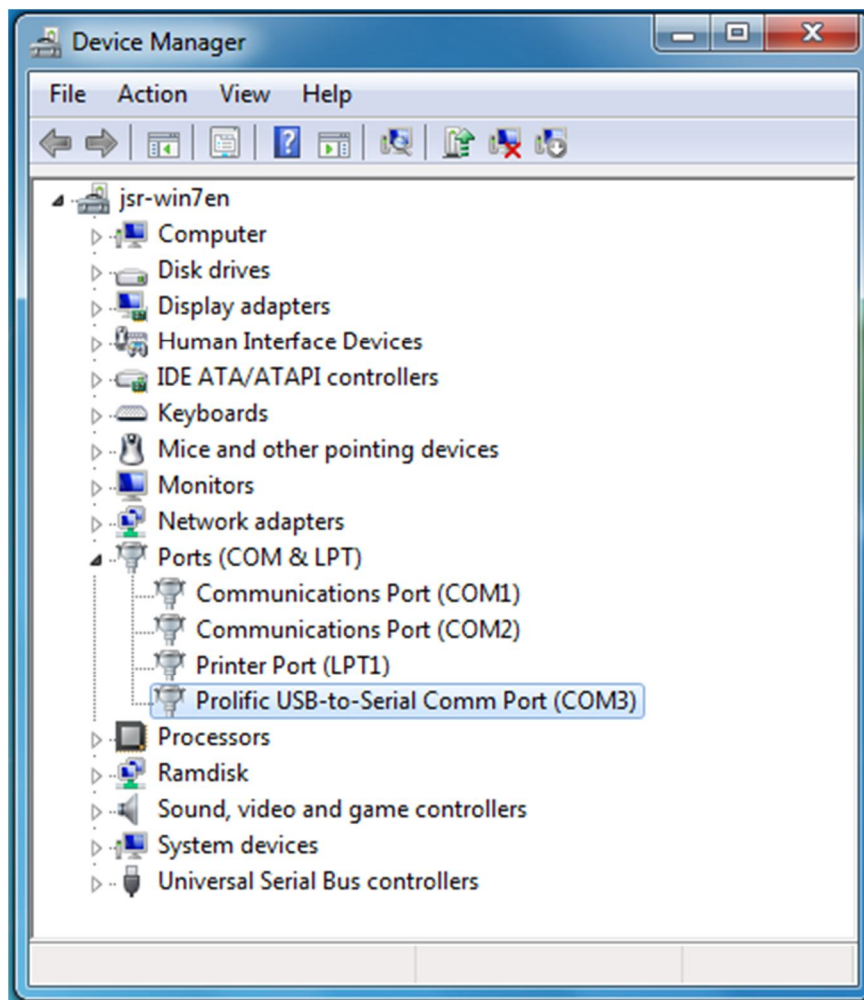 Device Manager
File Action View Help
jsr-win7en
Computer
Disk drives
Display adapters
Human Interface Devices
IDE ATA/ATAPI controllers
Keyboards
Mice and other pointing devices
Monitors
Network adapters
Ports (COM & LPT)
Communications Port (COM1)
Communications Port (COM2)
Printer Port (LPT1)
Prolific USB-to-Serial Comm Port (COM3)
Processors
Ramdisk
Sound, video and game controllers
System devices
Universal Serial Bus controllers